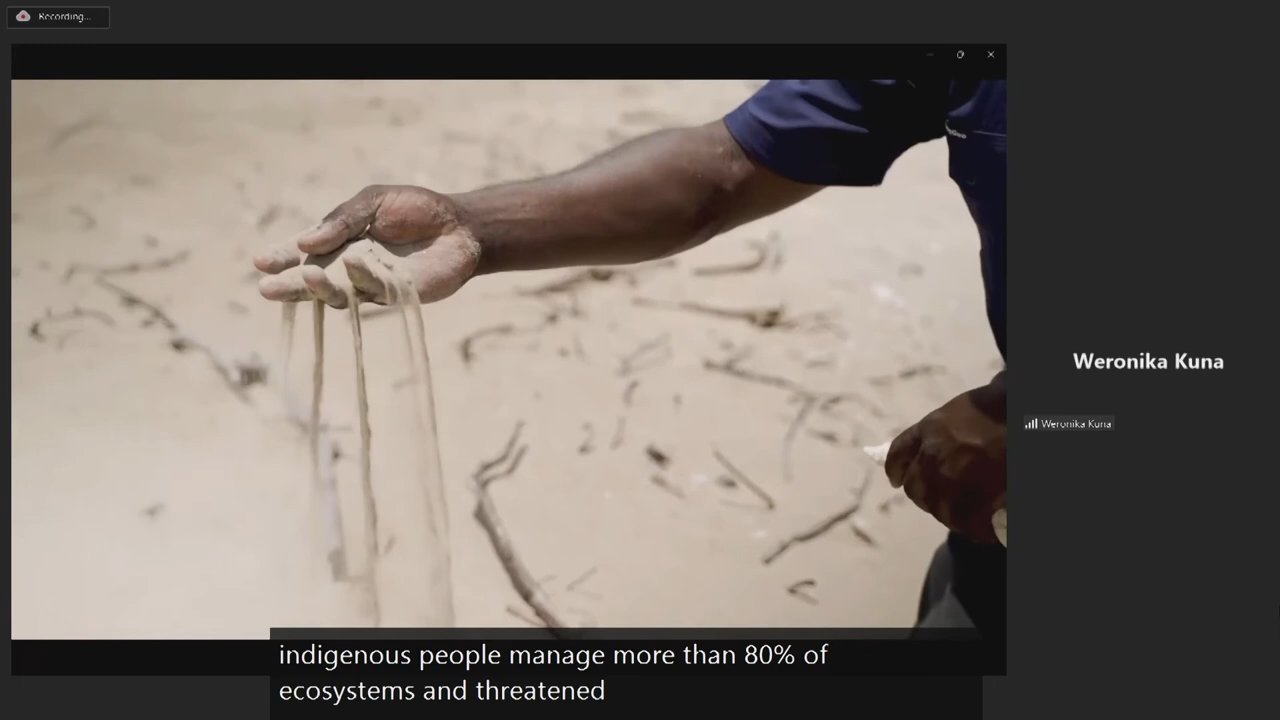 Recording...
Weronika Kuna
Weronika Kuna
indigenous people manage more than 80% of
ecosystems and threatened